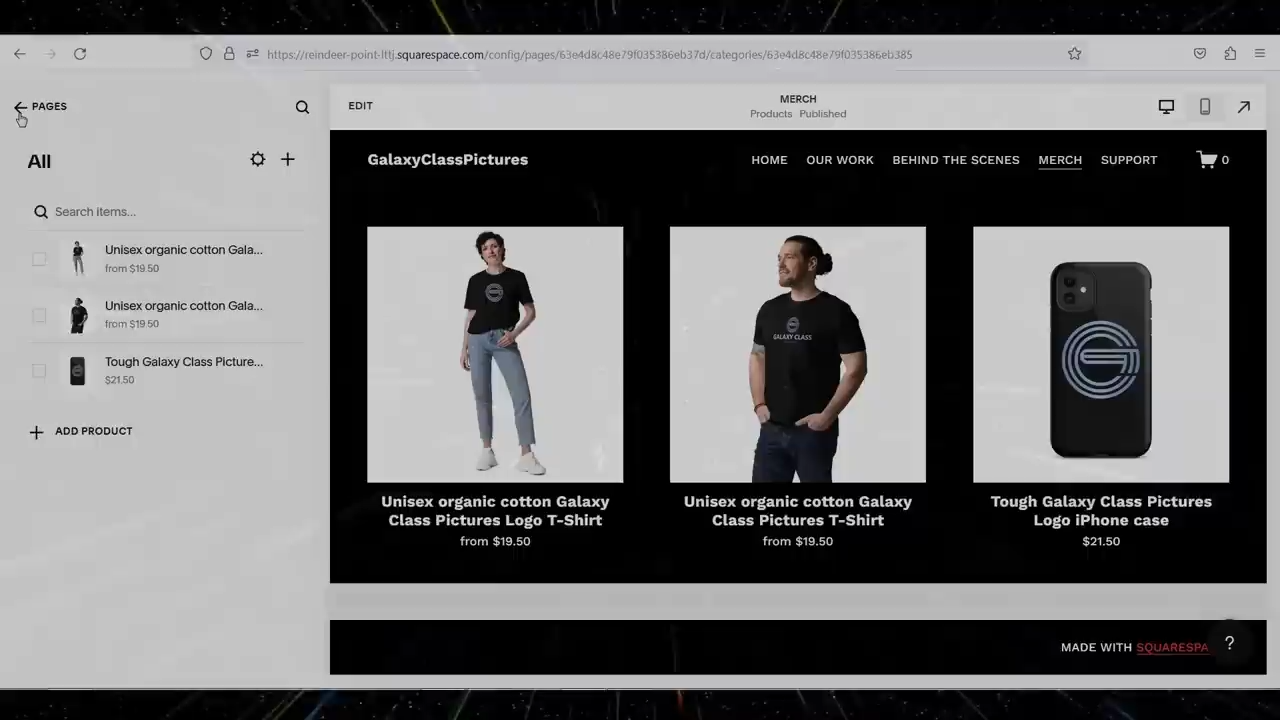 https://reindeer-point-lttj.squarespace.com/config/pages/63e4d8c48e79f035386eb37d/categories/63e4d8c48e79f035386eb385
PAGES
All
Search items...
Unisex organic cotton Gala...
from $19.50
Unisex organic cotton Gala...
from $19.50
Tough Galaxy Class Picture...
$21.50
ADD PRODUCT
EDIT
MERCH
Products Published
GalaxyClassPictures
HOME
OUR WORK
BEHIND THE SCENES
MERCH
SUPPORT
0
GALAXY CLASS
Unisex organic cotton Galaxy
Class Pictures Logo T-Shirt
from $19.50
Unisex organic cotton Galaxy
Class Pictures T-Shirt
from $19.50
Tough Galaxy Class Pictures
Logo iPhone case
$21.50
MADE WITH SQUARESPA
?